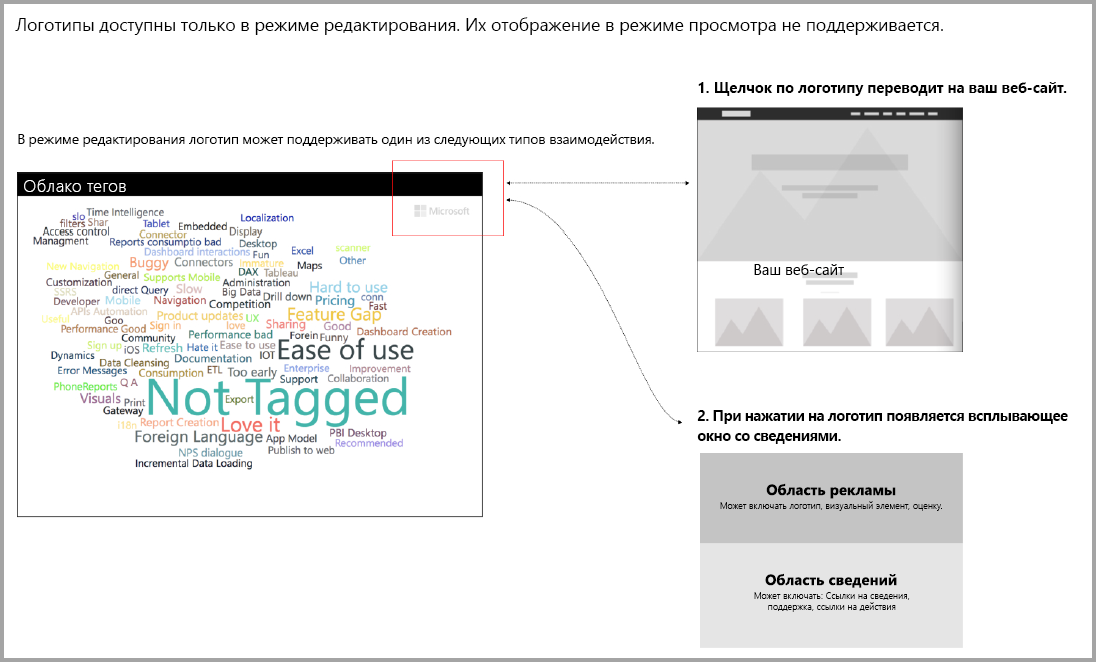 Логотипы доступны только в режиме редактирования. Их отображение в режиме просмотра не поддерживается.
1. Щелчок по логотипу переводит на ваш веб-сайт.
В режиме редактирования логотип может поддерживать один из следующих типов взаимодействия.
Облако тегов
Microsoft
slo Time Intelligence
Localization
filters Shar Tablet Embedded Display
Access control Connector
Managment Reports consumptio bad Desktop
Dashboard interactions Fun Excel scanner
New Navigation Buggy Connectors Immature Maps Other
General Supports Mobile DAX Tableau
Customization Administration
SSRS direct Query Slow Big Data Drill down Hard to use
Developer Mobile Navigation Competition Pricing conn
APIs Automation Product updates UX Feature Gap Fast
Useful Goo Sign in love Sharing Good
Performance Good Performance bad Forein Funny Dashboard Creation
Community
Sign up iOS Refresh Hate it Ease to use Ease of use
Dynamics Data Cleansing Documentation IOT
Error Messages Consumption ETL Too early Enterprise Improvement
PhoneReports Q A Support Collaboration
Visuals Print Not Tagged Export
Gateway
i18n Report Creation Love it
Foreign Language App Model PBI Desktop
Recommended
NPS dialogue Publish to web
Incremental Data Loading
Ваш веб-сайт
2. При нажатии на логотип появляется всплывающее
окно со сведениями.
Область рекламы
Может включать логотип, визуальный элемент, оценку.
Область сведений
Может включать: Ссылки на сведения,
поддержка, ссылки на действия